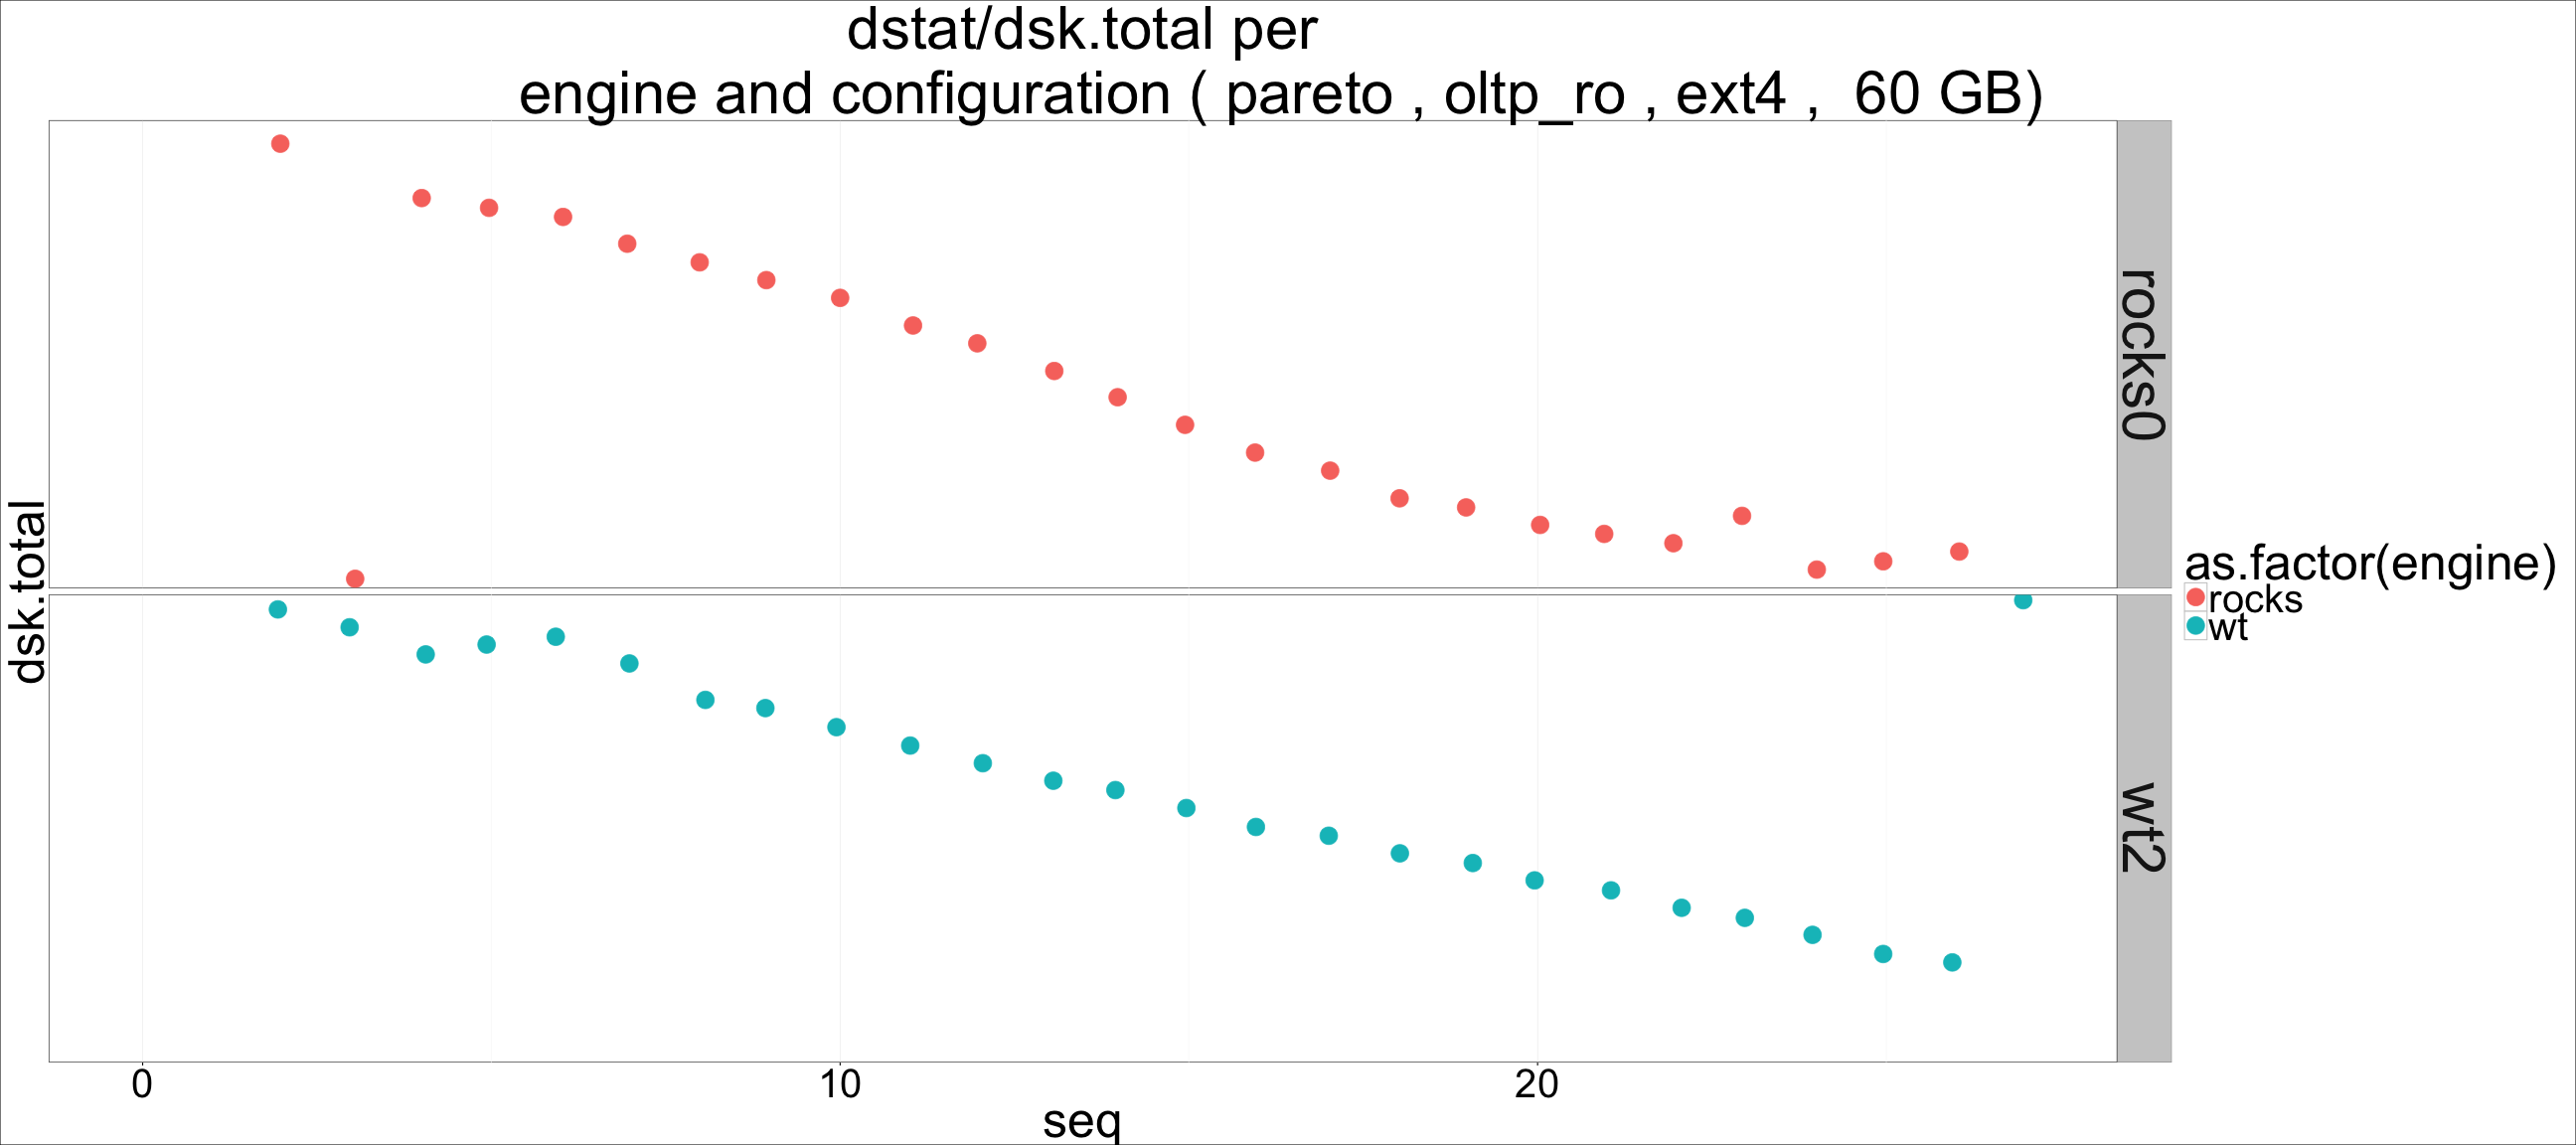 dstat/dsk.total per
engine and configuration ( pareto , oltp_ro , ext4 ,  60 GB)
dsk.total
rocks0
wt2
0
10
20
seq
as.factor(engine)
rocks
wt